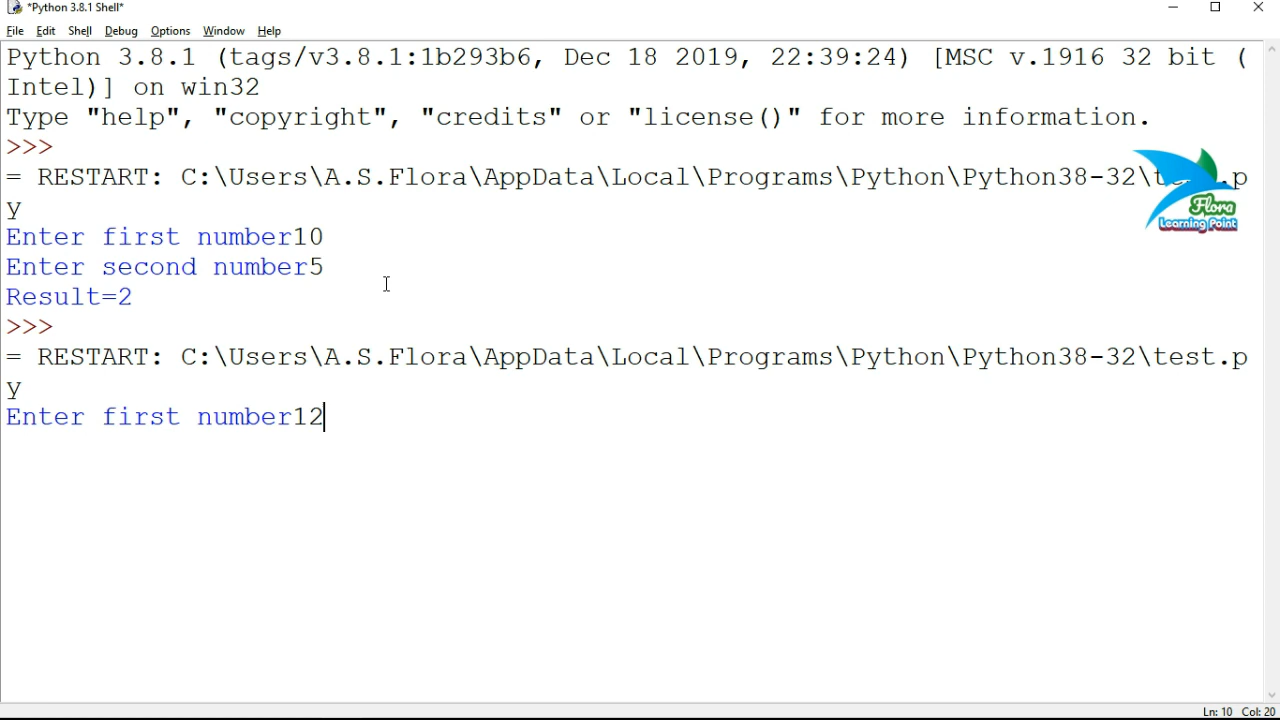 *Python 3.8.1 Shell*
File Edit Shell Debug Options Window Help
Python 3.8.1 (tags/v3.8.1:1b293b6, Dec 18 2019, 22:39:24) [MSC v.1916 32 bit (
Intel)] on win32
Type "help", "copyright", "credits" or "license()" for more information.
>>>
= RESTART: C:\Users\A.S.Flora\AppData\Local\Programs\Python\Python38-32\test.p
y
Flora
Learning Point
Enter first number10
Enter second number5
Result=2
>>>
= RESTART: C:\Users\A.S.Flora\AppData\Local\Programs\Python\Python38-32\test.p
y
Enter first number12
Ln: 10 Col: 20